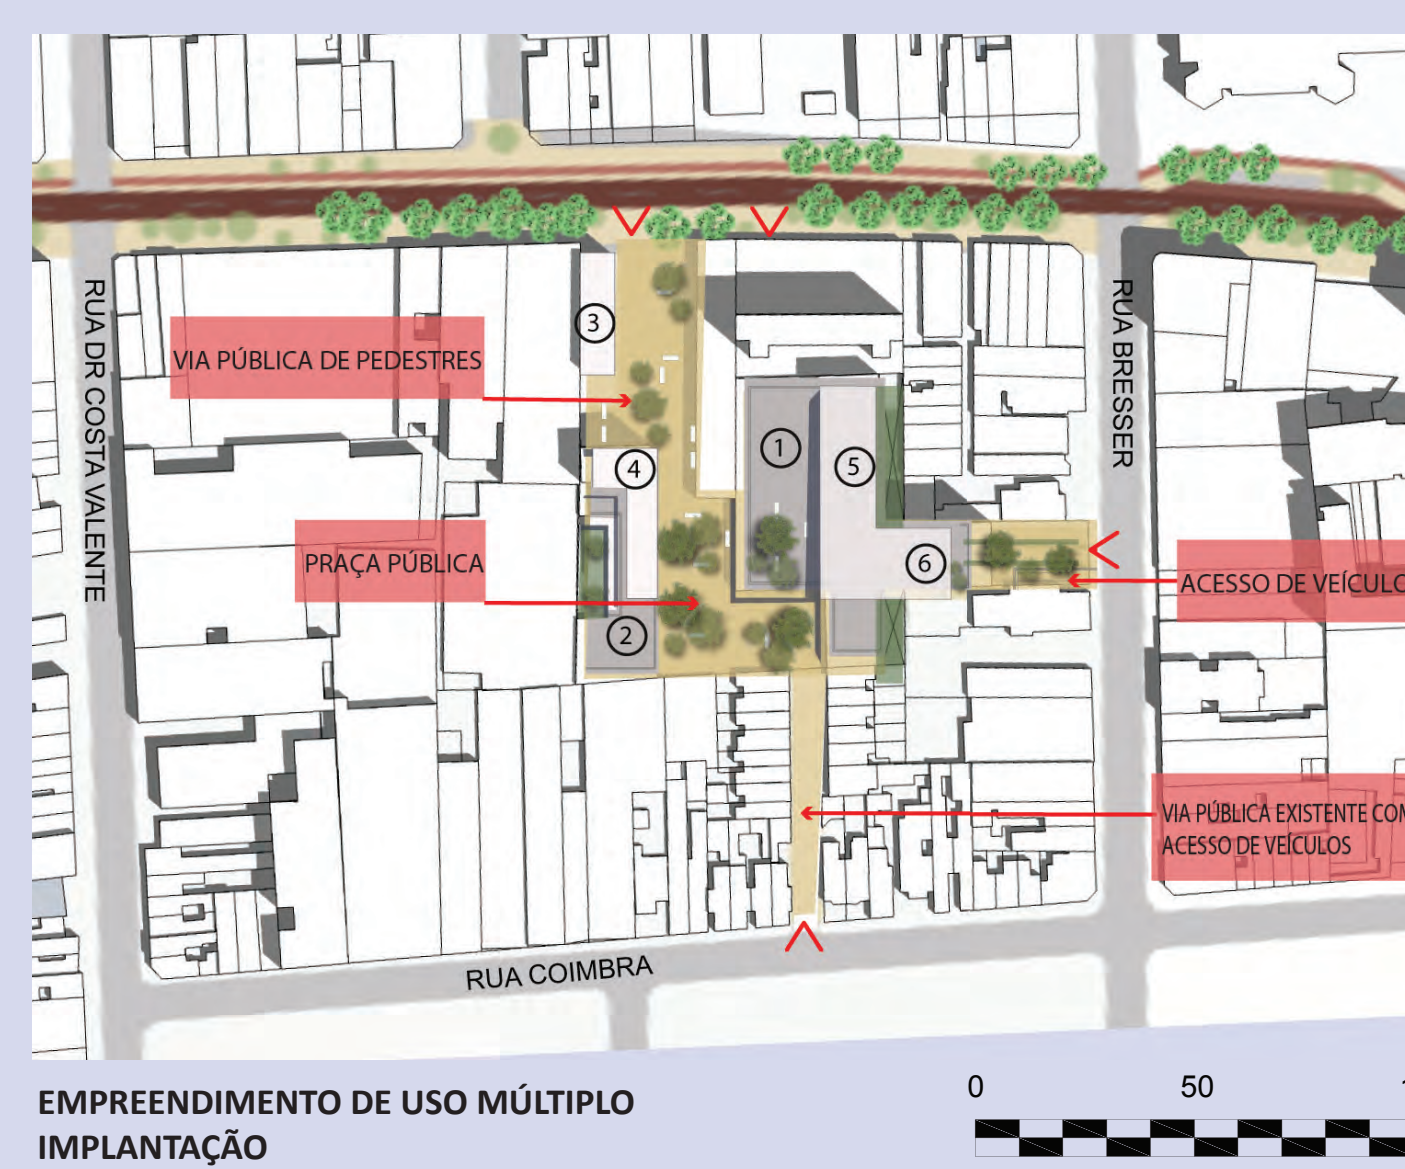 3
VIA PÚBLICA DE PEDESTRES
RUA DR COSTA VALENTE
RUA BRESSER
1
4
5
PRAÇA PÚBLICA
6
ACESSO DE VEÍCULO
2
VIA PÚBLICA EXISTENTE COM
ACESSO DE VEÍCULOS
RUA COIMBRA
EMPREENDIMENTO DE USO MÚLTIPLO
IMPLANTAÇÃO
0 50